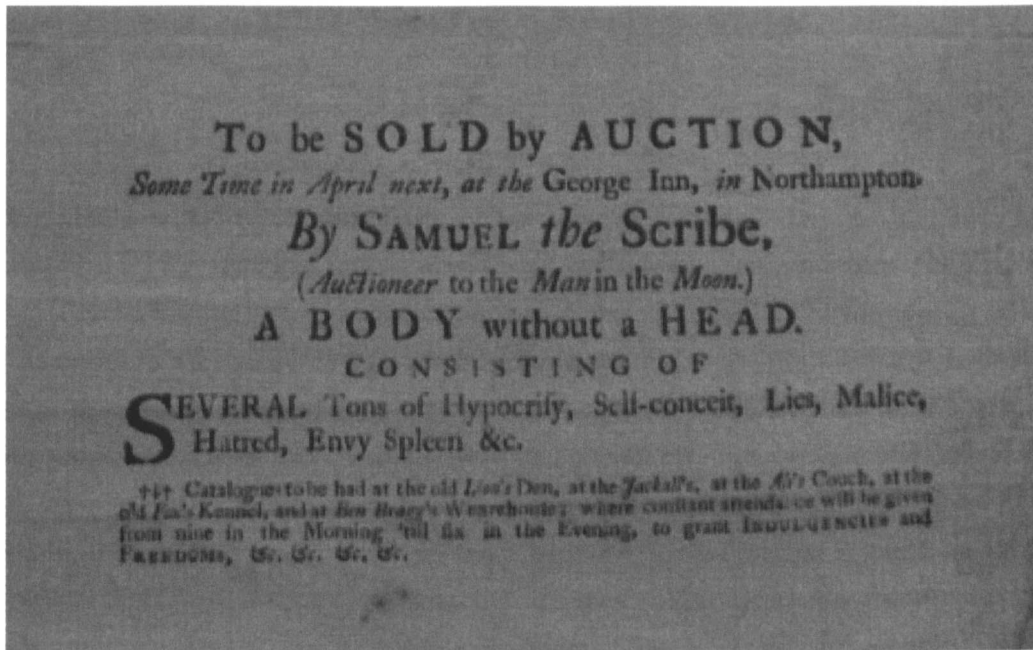 To be SOLD by AUCTION,
Some Time in April next, at the George Inn, in Northampton.
By SAMUEL the Scribe,
(Auctioneer to the Man in the Moon.)
A BODY without a HEAD.
CONSISTING OF
SEVERAL Tons of Hypocrisy, Self-conceit, Lies, Malice,
Hatred, Envy Spleen &c.
††† Catalogues to be had at the old Lion's Den, at the Jackall's, at the Couch, at the
old Fox's Kennel, and at Ben Heary's Wearehouse; where constant attendance will be given
from nine in the Morning 'till six in the Evening, to grant INDULGENCIES and
FREEDOMS, &c. &c. &c. &c.